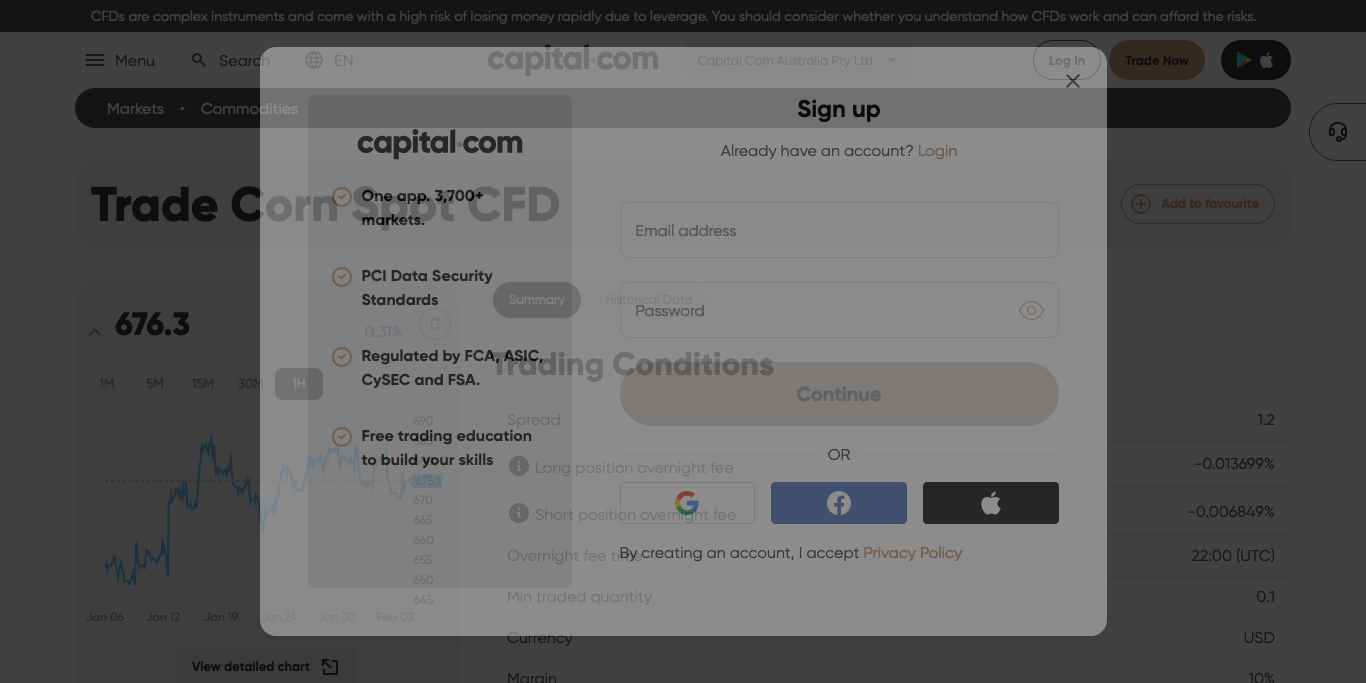 CFDs are complex instruments and come with a high risk of losing money rapidly due to leverage. You should consider whether you understand how CFDs work and can afford the risks.
Menu
Search
EN
capital.com
Capital Com Australia Pty Ltd
Log In
Trade Now
Markets • Commodities
Trade Corn Spot CFD
Add to favourite
676.3
0.31%
1M 5M 15M 30M 1H
690
675.1
670
665
660
655
650
645
Jan 06 Jan 12 Jan 19 Jan 24 Jan 30 Feb 03
View detailed chart
Summary
Historical Data
Trading Conditions
Spread 1.2
Long position overnight fee -0.013699%
Short position overnight fee -0.006849%
Overnight fee time 22:00 (UTC)
Min traded quantity 0.1
Currency USD
Margin 10%
capital.com
One app. 3,700+
markets.
PCI Data Security
Standards
Regulated by FCA, ASIC,
CySEC and FSA.
Free trading education
to build your skills
Sign up
Already have an account? Login
Email address
Password
Continue
OR
By creating an account, I accept Privacy Policy